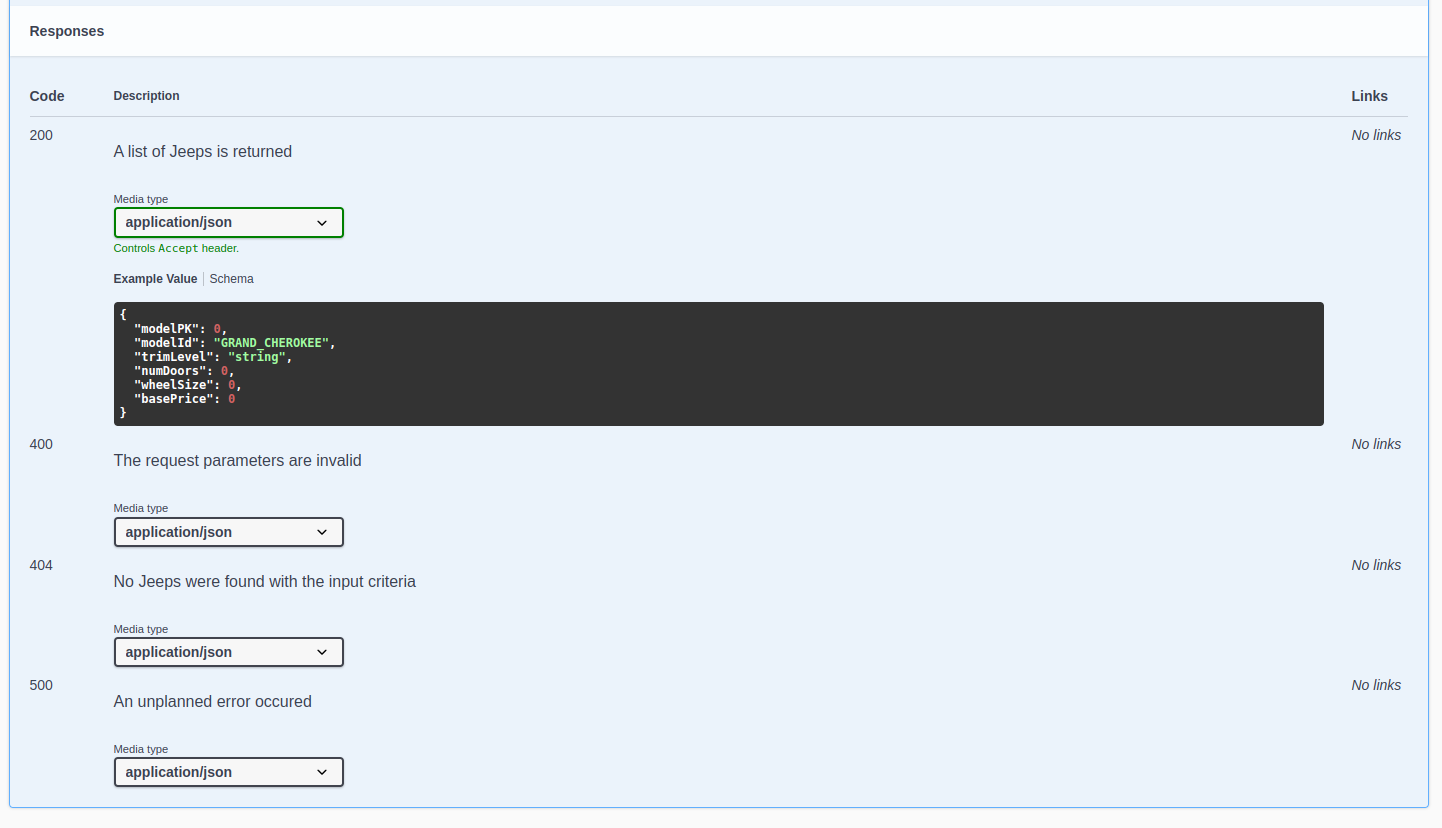 Responses
Code Description Links
200 No links
A list of Jeeps is returned
Media type
application/json
Controls Accept header.
Example Value Schema
{
"modelPK": 0,
"modelId": "GRAND_CHEROKEE",
"trimLevel": "string",
"numDoors": 0,
"wheelSize": 0,
"basePrice": 0
}
400 No links
The request parameters are invalid
Media type
application/json
404 No links
No Jeeps were found with the input criteria
Media type
application/json
500 No links
An unplanned error occured
Media type
application/json